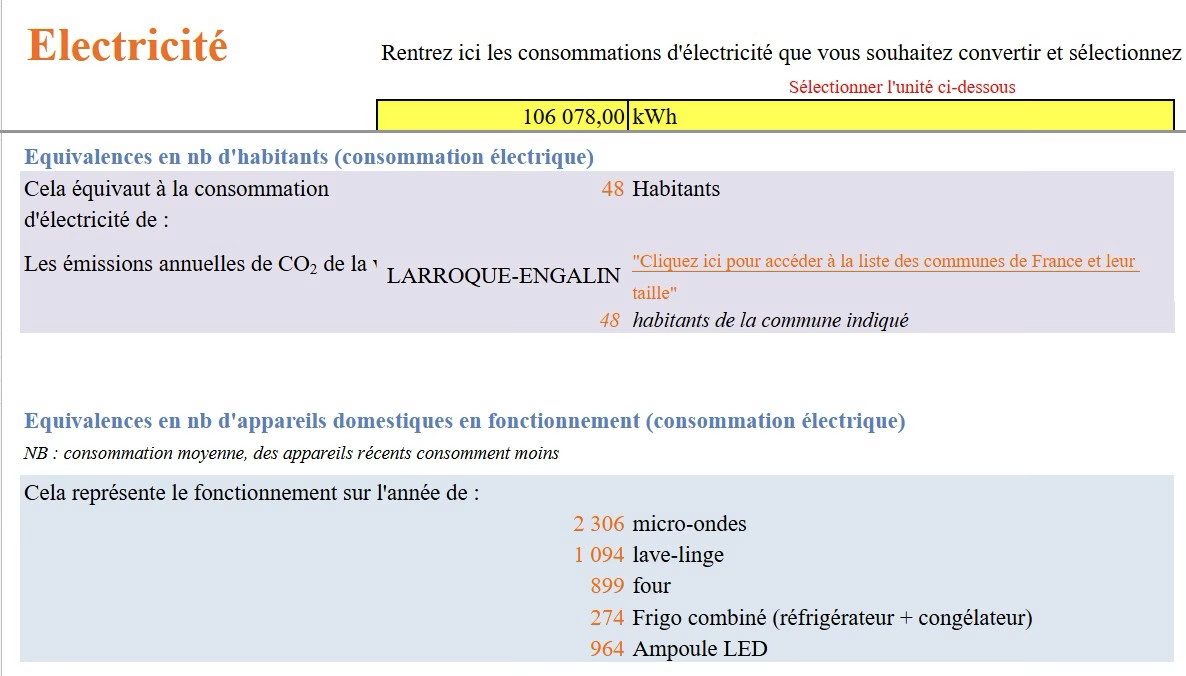 Electricité
Rentrez ici les consommations d'électricité que vous souhaitez convertir et sélectionnez
Sélectionner l'unité ci-dessous
106 078,00 kWh
Equivalences en nb d'habitants (consommation électrique)
Cela équivaut à la consommation
d'électricité de :
48 Habitants
Les émissions annuelles de CO₂ de la
LARROQUE-ENGALIN
"Cliquez ici pour accéder à la liste des communes de France et leur
taille"
48 habitants de la commune indiqué
Equivalences en nb d'appareils domestiques en fonctionnement (consommation électrique)
NB : consommation moyenne, des appareils récents consomment moins
Cela représente le fonctionnement sur l'année de :
2 306 micro-ondes
1 094 lave-linge
899 four
274 Frigo combiné (réfrigérateur + congélateur)
964 Ampoule LED